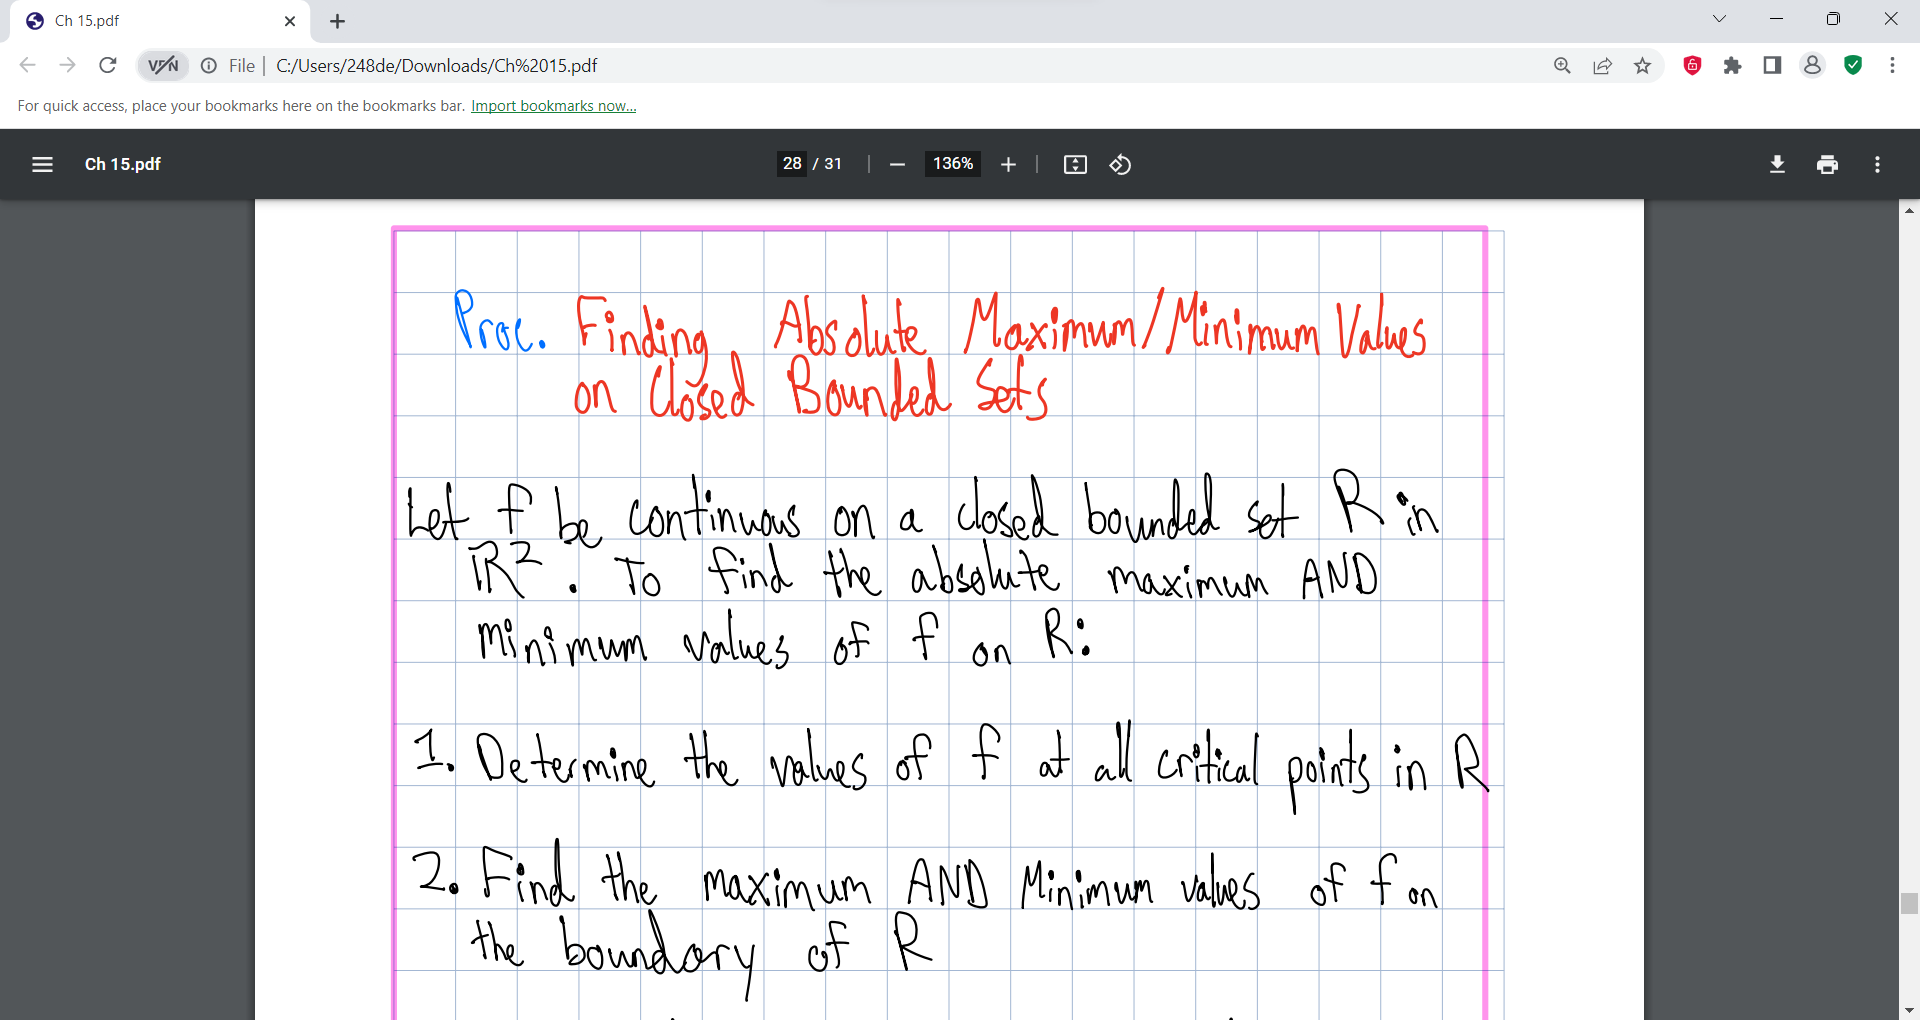 Ch 15.pdf
VPN File C:/Users/248de/Downloads/Ch%2015.pdf
For quick access, place your bookmarks here on the bookmarks bar. Import bookmarks now...
Ch 15.pdf 28 / 31 136%
Proc. Finding Absolute Maximum/Minimum Values
on Closed Bounded Sets
Let f be continuous on a closed bounded set R in
ℝ². To find the absolute maximum AND
minimum values of f on R:
1. Determine the values of f at all critical points in R
2. Find the maximum AND Minimum values of f on
the boundary of R